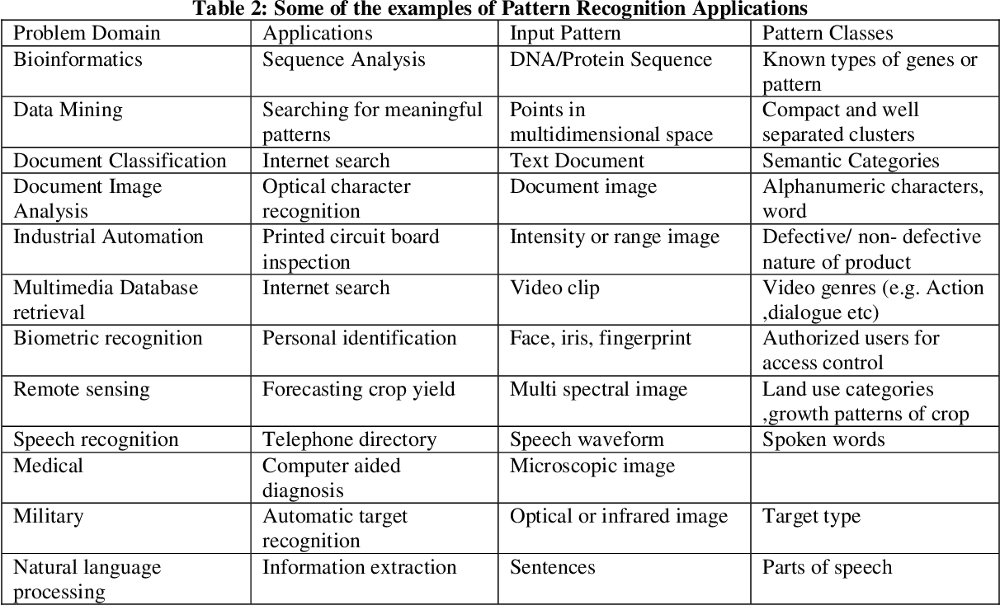 Table 2: Some of the examples of Pattern Recognition Applications
Problem Domain Applications Input Pattern Pattern Classes
Bioinformatics Sequence Analysis DNA/Protein Sequence Known types of genes or
pattern
Data Mining Searching for meaningful Points in Compact and well
patterns multidimensional space separated clusters
Document Classification Internet search Text Document Semantic Categories
Document Image Optical character Document image Alphanumeric characters,
Analysis recognition word
Industrial Automation Printed circuit board Intensity or range image Defective/ non- defective
inspection nature of product
Multimedia Database Internet search Video clip Video genres (e.g. Action
retrieval ,dialogue etc)
Biometric recognition Personal identification Face, iris, fingerprint Authorized users for
access control
Remote sensing Forecasting crop yield Multi spectral image Land use categories
,growth patterns of crop
Speech recognition Telephone directory Speech waveform Spoken words
Medical Computer aided Microscopic image
diagnosis
Military Automatic target Optical or infrared image Target type
recognition
Natural language Information extraction Sentences Parts of speech
processing